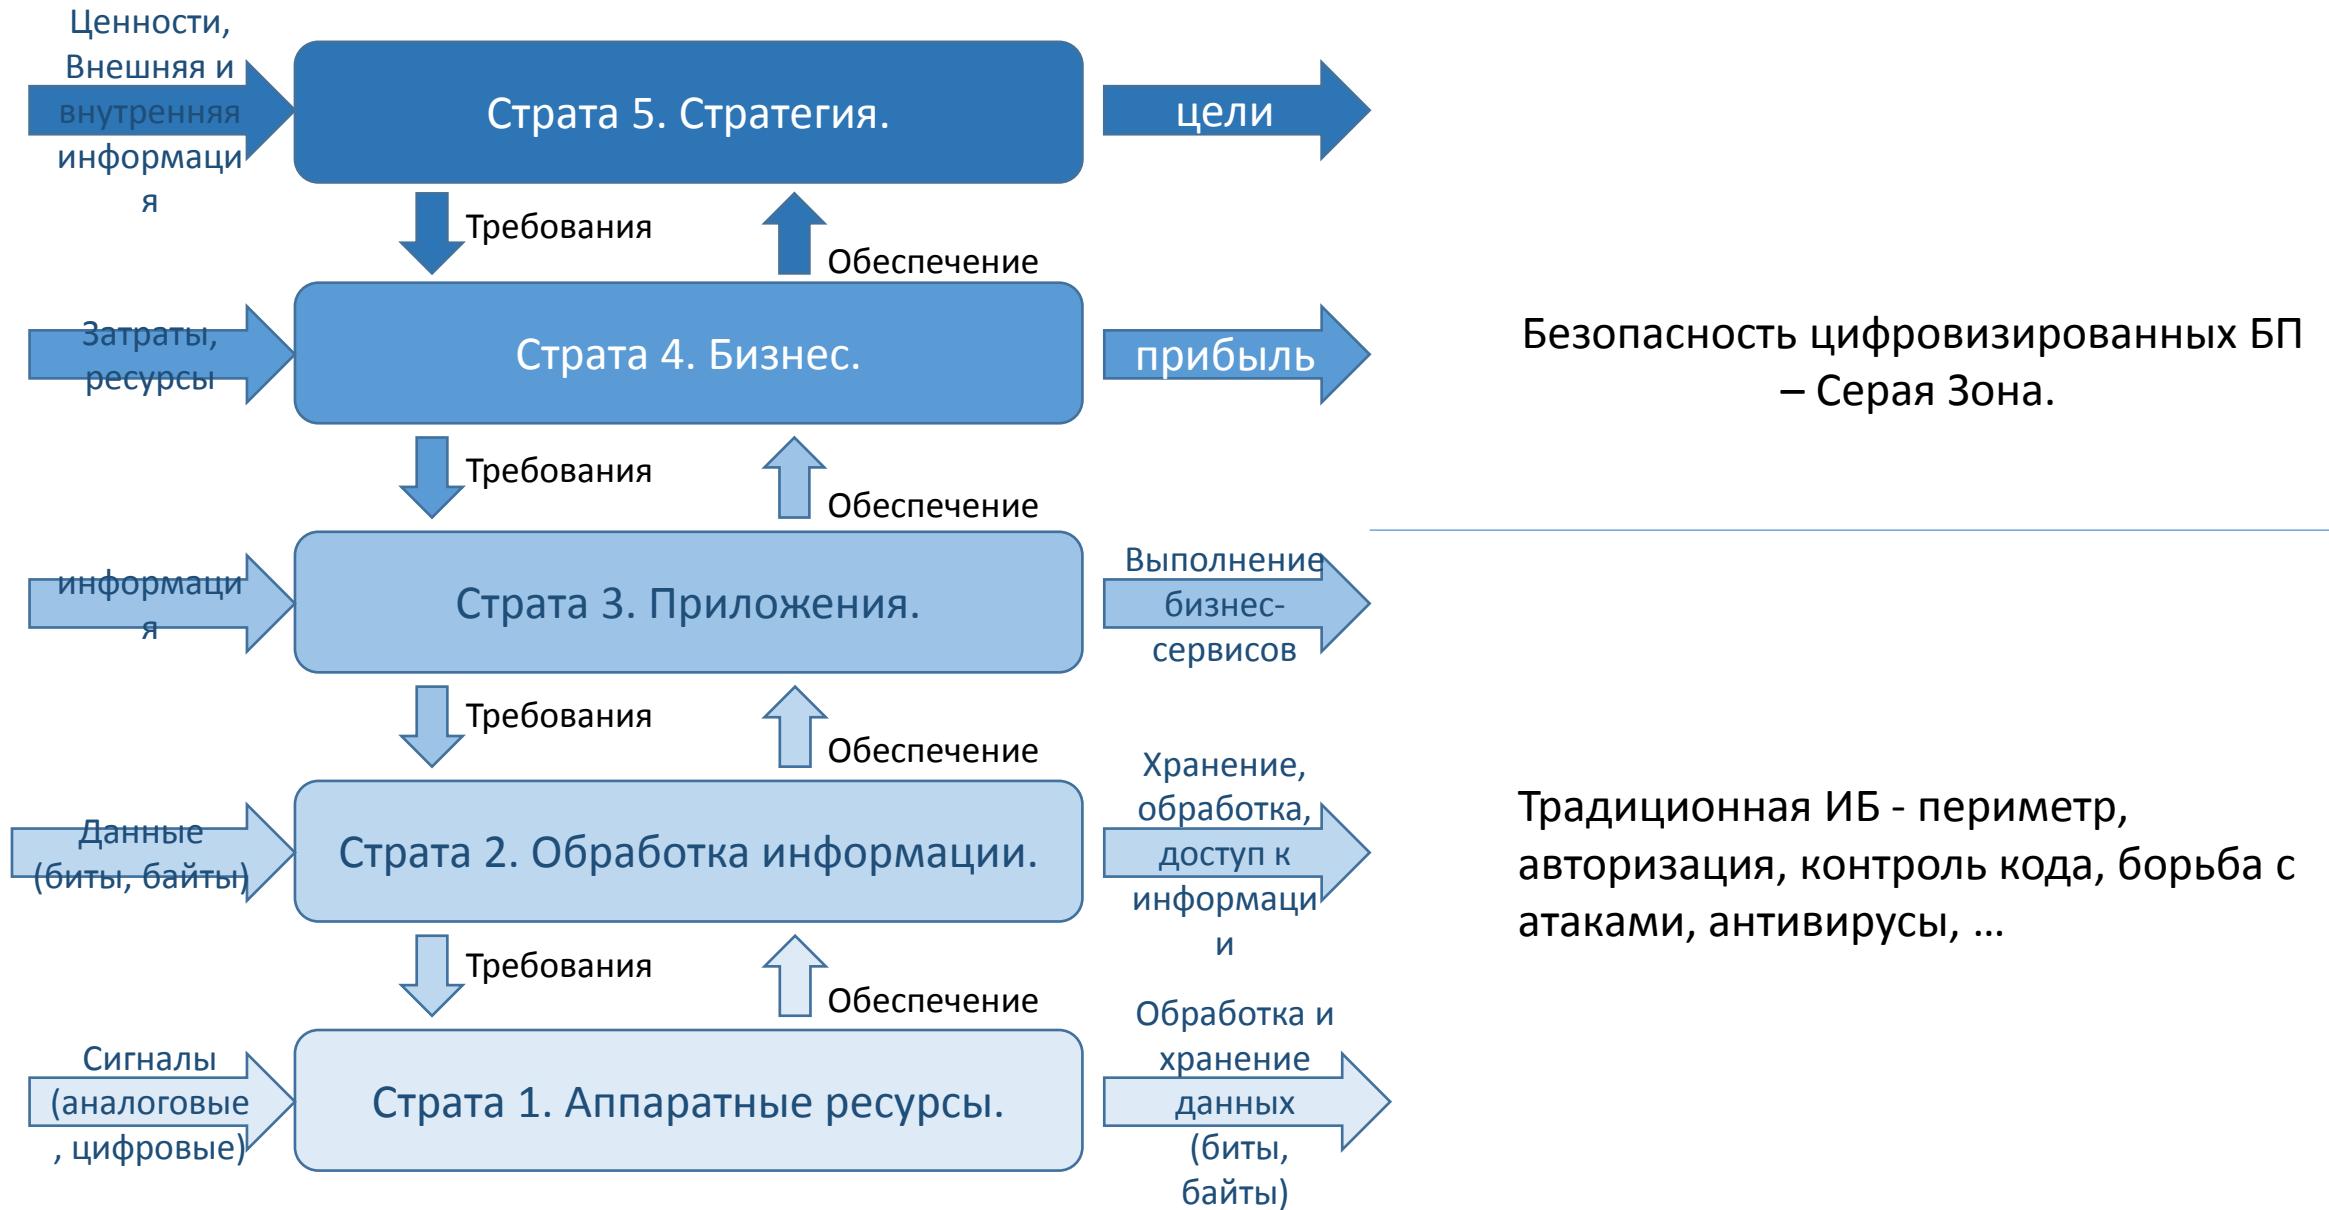 Ценности,
Внешняя и
внутренняя
информаци
я
Страта 5. Стратегия.
цели
Требования
Обеспечение
Затраты,
ресурсы
Страта 4. Бизнес.
прибыль
Безопасность цифровизированных БП
– Серая Зона.
Требования
Обеспечение
информаци
я
Страта 3. Приложения.
Выполнение
бизнес-
сервисов
Требования
Обеспечение
Данные
(биты, байты)
Страта 2. Обработка информации.
Хранение,
обработка,
доступ к
информаци
и
Традиционная ИБ - периметр,
авторизация, контроль кода, борьба с
атаками, антивирусы, ...
Требования
Обеспечение
Сигналы
(аналоговые
, цифровые)
Страта 1. Аппаратные ресурсы.
Обработка и
хранение
данных
(биты,
байты)